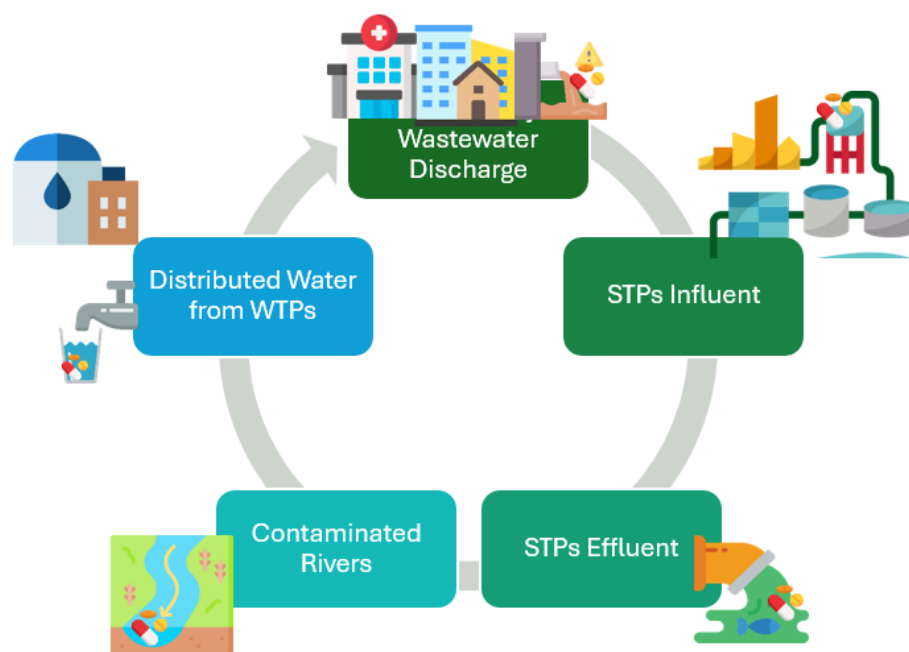 Wastewater
Discharge
STPs Influent
STPs Effluent
Contaminated
Rivers
Distributed Water
from WTPs